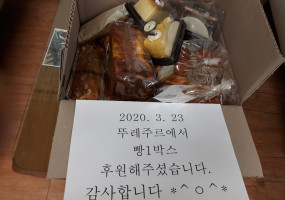 2020. 3. 23
뚜레주르에서
빵1박스
후원해주셨습니다.
감사합니다 *^ㅇ^*